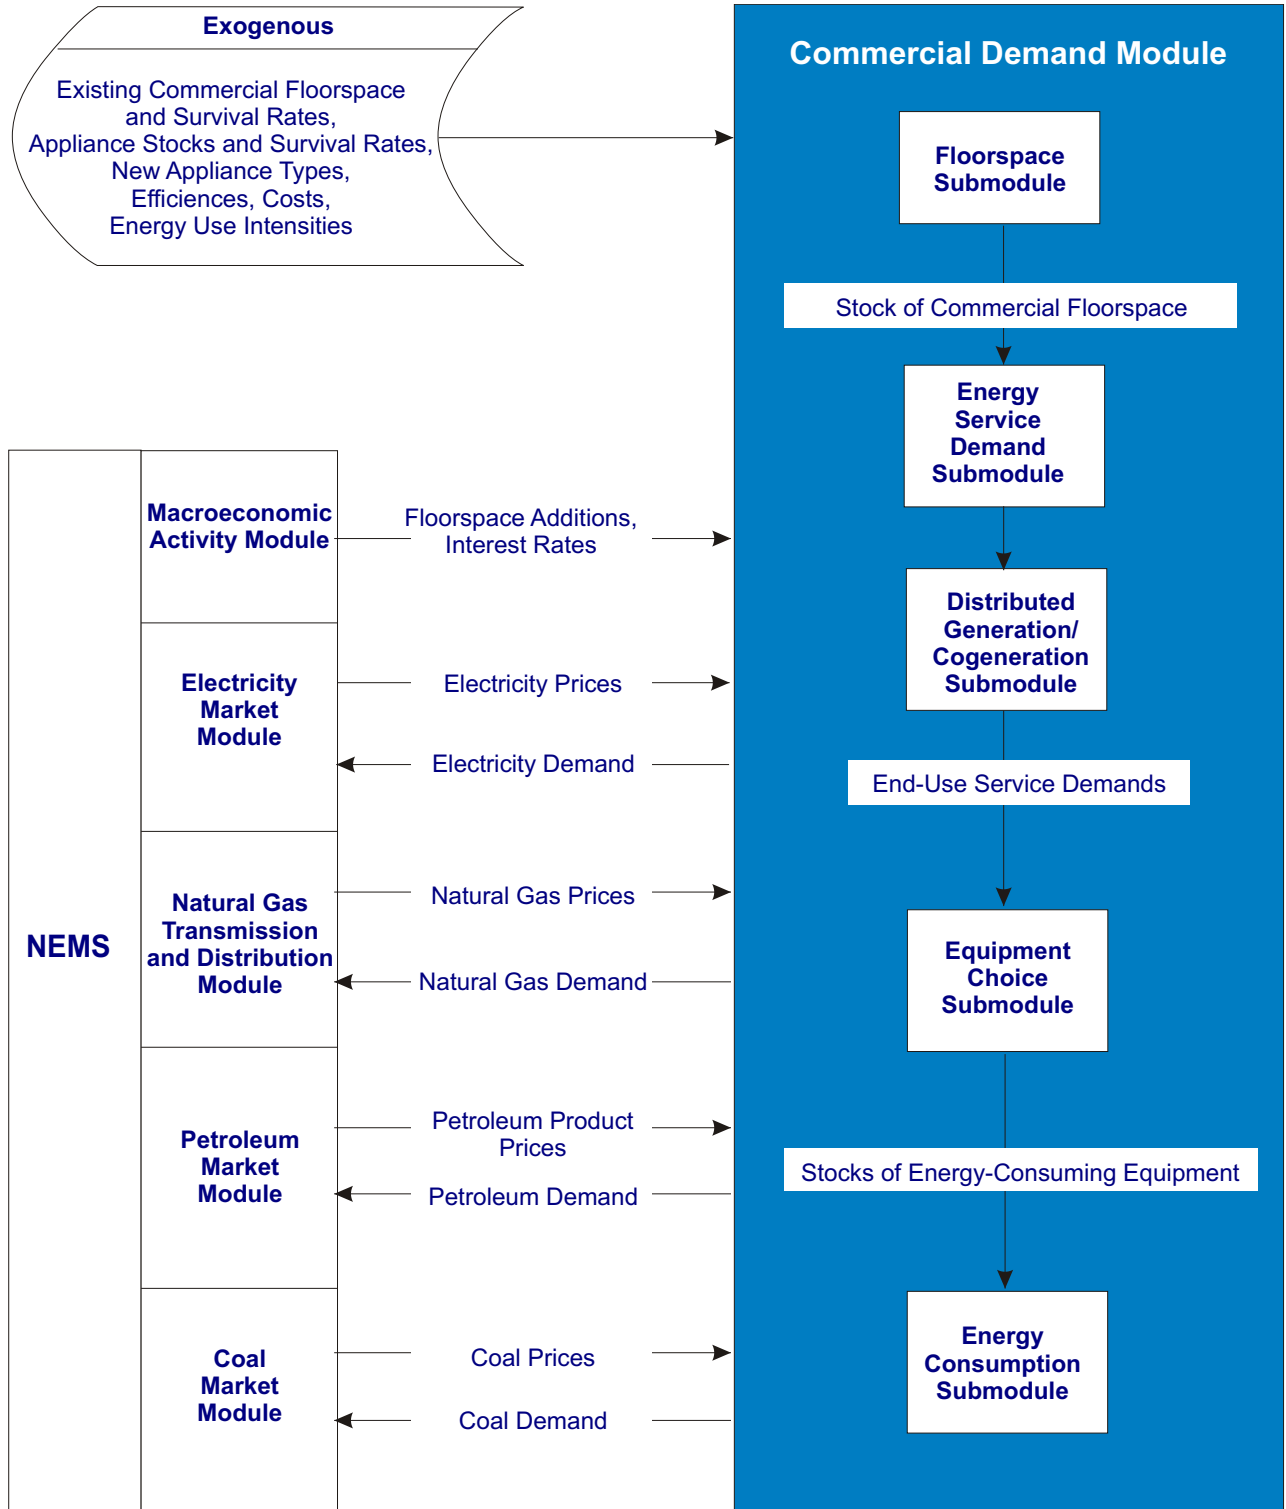 Exogenous
Existing Commercial Floorspace
and Survival Rates,
Appliance Stocks and Survival Rates,
New Appliance Types,
Efficiences, Costs,
Energy Use Intensities
Commercial Demand Module
Floorspace
Submodule
Stock of Commercial Floorspace
Energy
Service
Demand
Submodule
Distributed
Generation/
Cogeneration
Submodule
End-Use Service Demands
Equipment
Choice
Submodule
Stocks of Energy-Consuming Equipment
Energy
Consumption
Submodule
NEMS
Macroeconomic
Activity Module
Floorspace Additions,
Interest Rates
Electricity
Market
Module
Electricity Prices
Electricity Demand
Natural Gas
Transmission
and Distribution
Module
Natural Gas Prices
Natural Gas Demand
Petroleum
Market
Module
Petroleum Product
Prices
Petroleum Demand
Coal
Market
Module
Coal Prices
Coal Demand